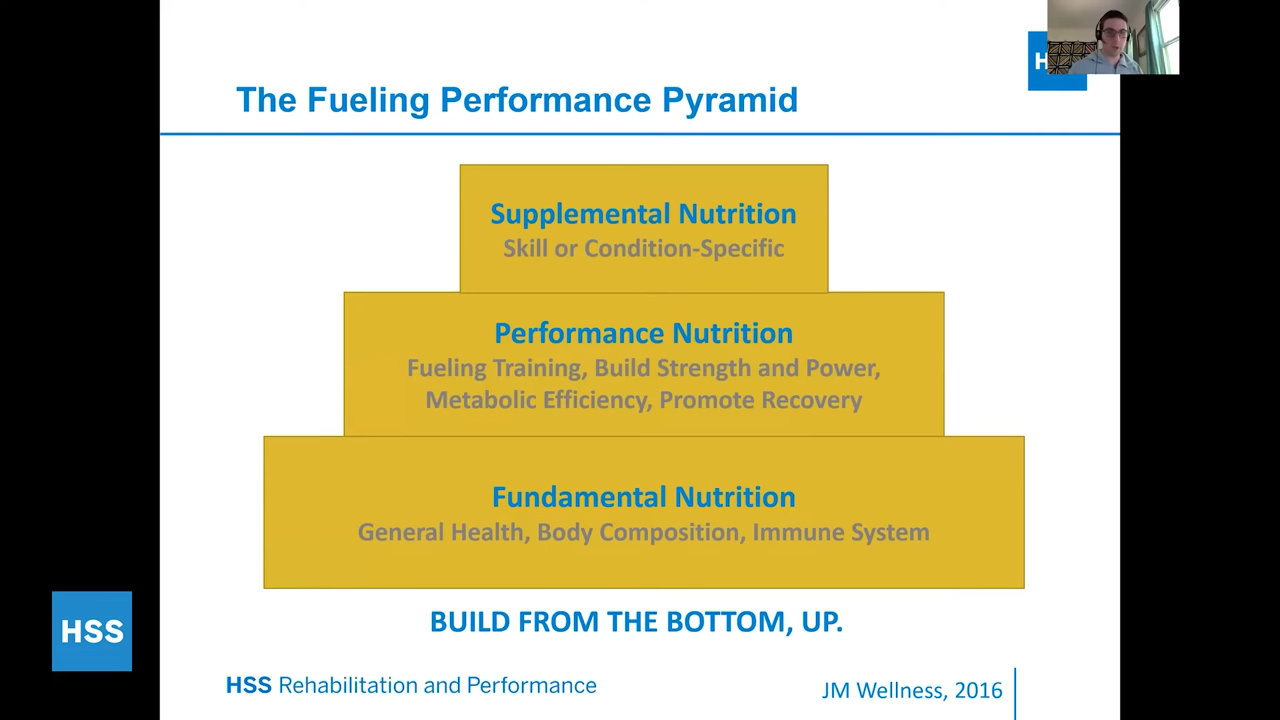 The Fueling Performance Pyramid
Supplemental Nutrition
Skill or Condition-Specific
Performance Nutrition
Fueling Training, Build Strength and Power,
Metabolic Efficiency, Promote Recovery
Fundamental Nutrition
General Health, Body Composition, Immune System
BUILD FROM THE BOTTOM, UP.
HSS
HSS Rehabilitation and Performance
JM Wellness, 2016